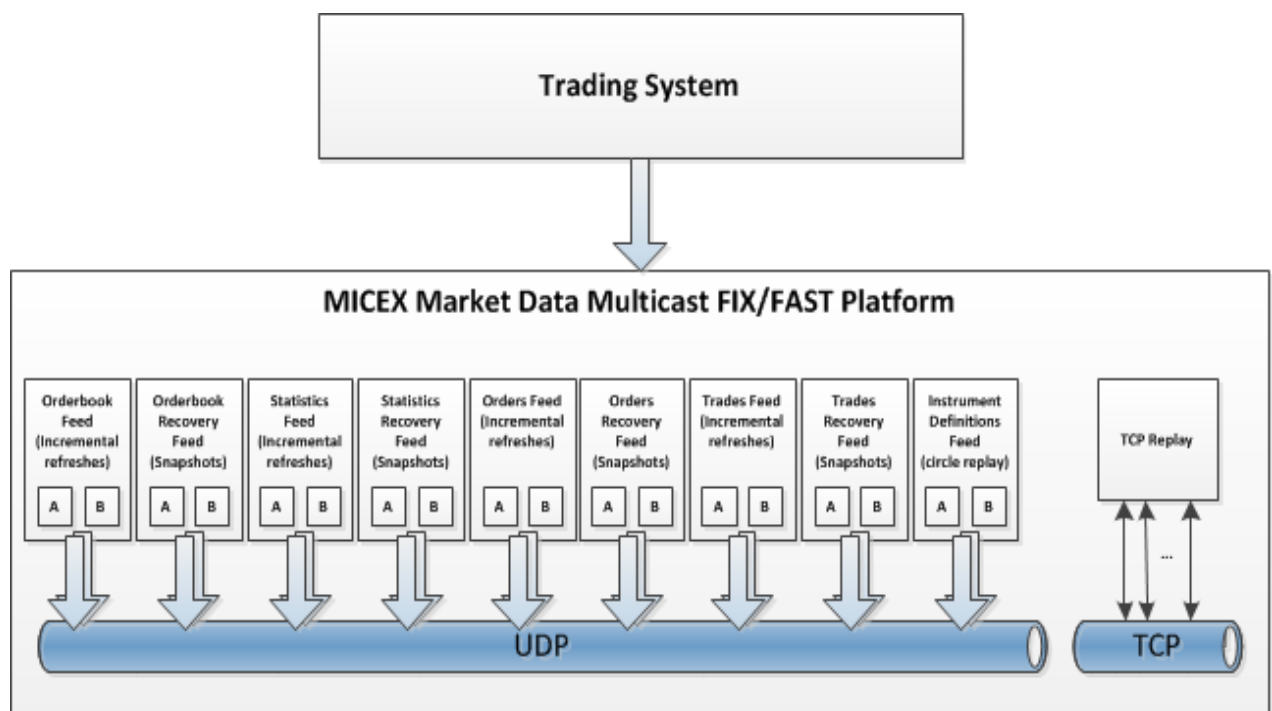 Trading System
MICEX Market Data Multicast FIX/FAST Platform
Orderbook
Feed
(Incremental
refreshes)
A B
Orderbook
Recovery
Feed
(Snapshots)
A B
Statistics
Feed
(Incremental
refreshes)
A B
Statistics
Recovery
Feed
(Snapshots)
A B
Orders Feed
(Incremental
refreshes)
A B
Orders
Recovery
Feed
(Snapshots)
A B
Trades Feed
(Incremental
refreshes)
A B
Trades
Recovery
Feed
(Snapshots)
A B
Instrument
Definitions
Feed
(circle replay)
A B
TCP Replay
...
UDP
TCP